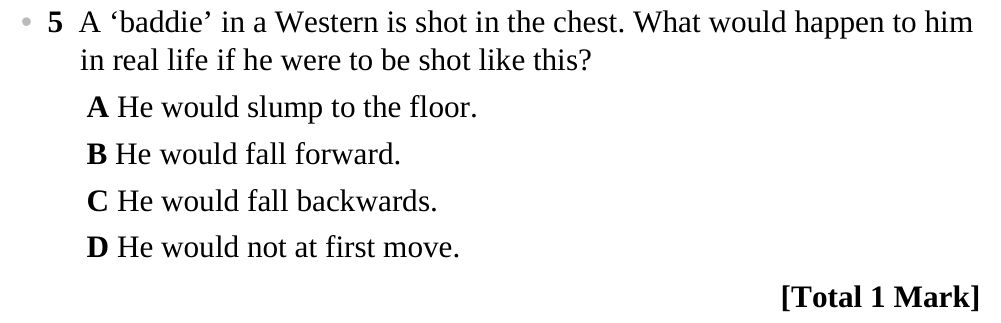 • 5 A ‘baddie’ in a Western is shot in the chest. What would happen to him
in real life if he were to be shot like this?
A He would slump to the floor.
B He would fall forward.
C He would fall backwards.
D He would not at first move.
[Total 1 Mark]